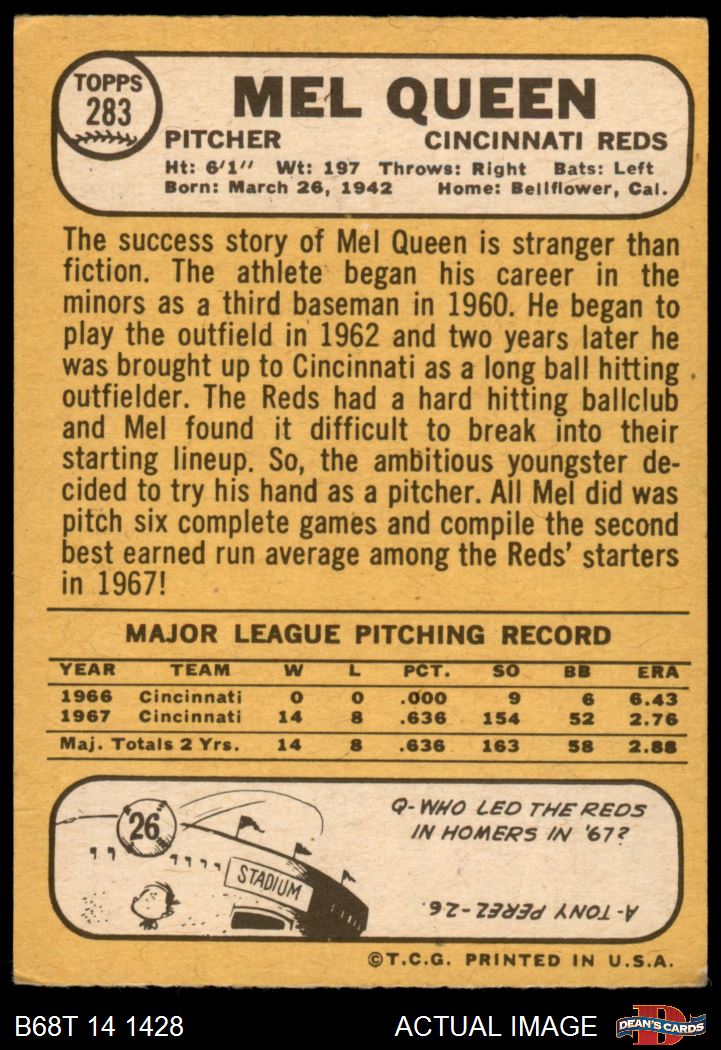 TOPPS
283
MEL QUEEN
PITCHER CINCINNATI REDS
Ht: 6'1" Wt: 197 Throws: Right Bats: Left
Born: March 26, 1942 Home: Bellflower, Cal.
The success story of Mel Queen is stranger than
fiction. The athlete began his career in the
minors as a third baseman in 1960. He began to
play the outfield in 1962 and two years later he
was brought up to Cincinnati as a long ball hitting
outfielder. The Reds had a hard hitting ballclub
and Mel found it difficult to break into their
starting lineup. So, the ambitious youngster de-
cided to try his hand as a pitcher. All Mel did was
pitch six complete games and compile the second
best earned run average among the Reds' starters
in 1967!
MAJOR LEAGUE PITCHING RECORD
YEAR TEAM W L PCT. SO BB ERA
1966 Cincinnati 0 0 .000 9 6 6.43
1967 Cincinnati 14 8 .636 154 52 2.76
Maj. Totals 2 Yrs. 14 8 .636 163 58 2.88
26
STADIUM
Q-WHO LED THE REDS
IN HOMERS IN '67?
A-TONY PEREZ-26.
©T.C.G. PRINTED IN U.S.A.
B68T 14 1428 ACTUAL IMAGE D DEAN'S CARDS